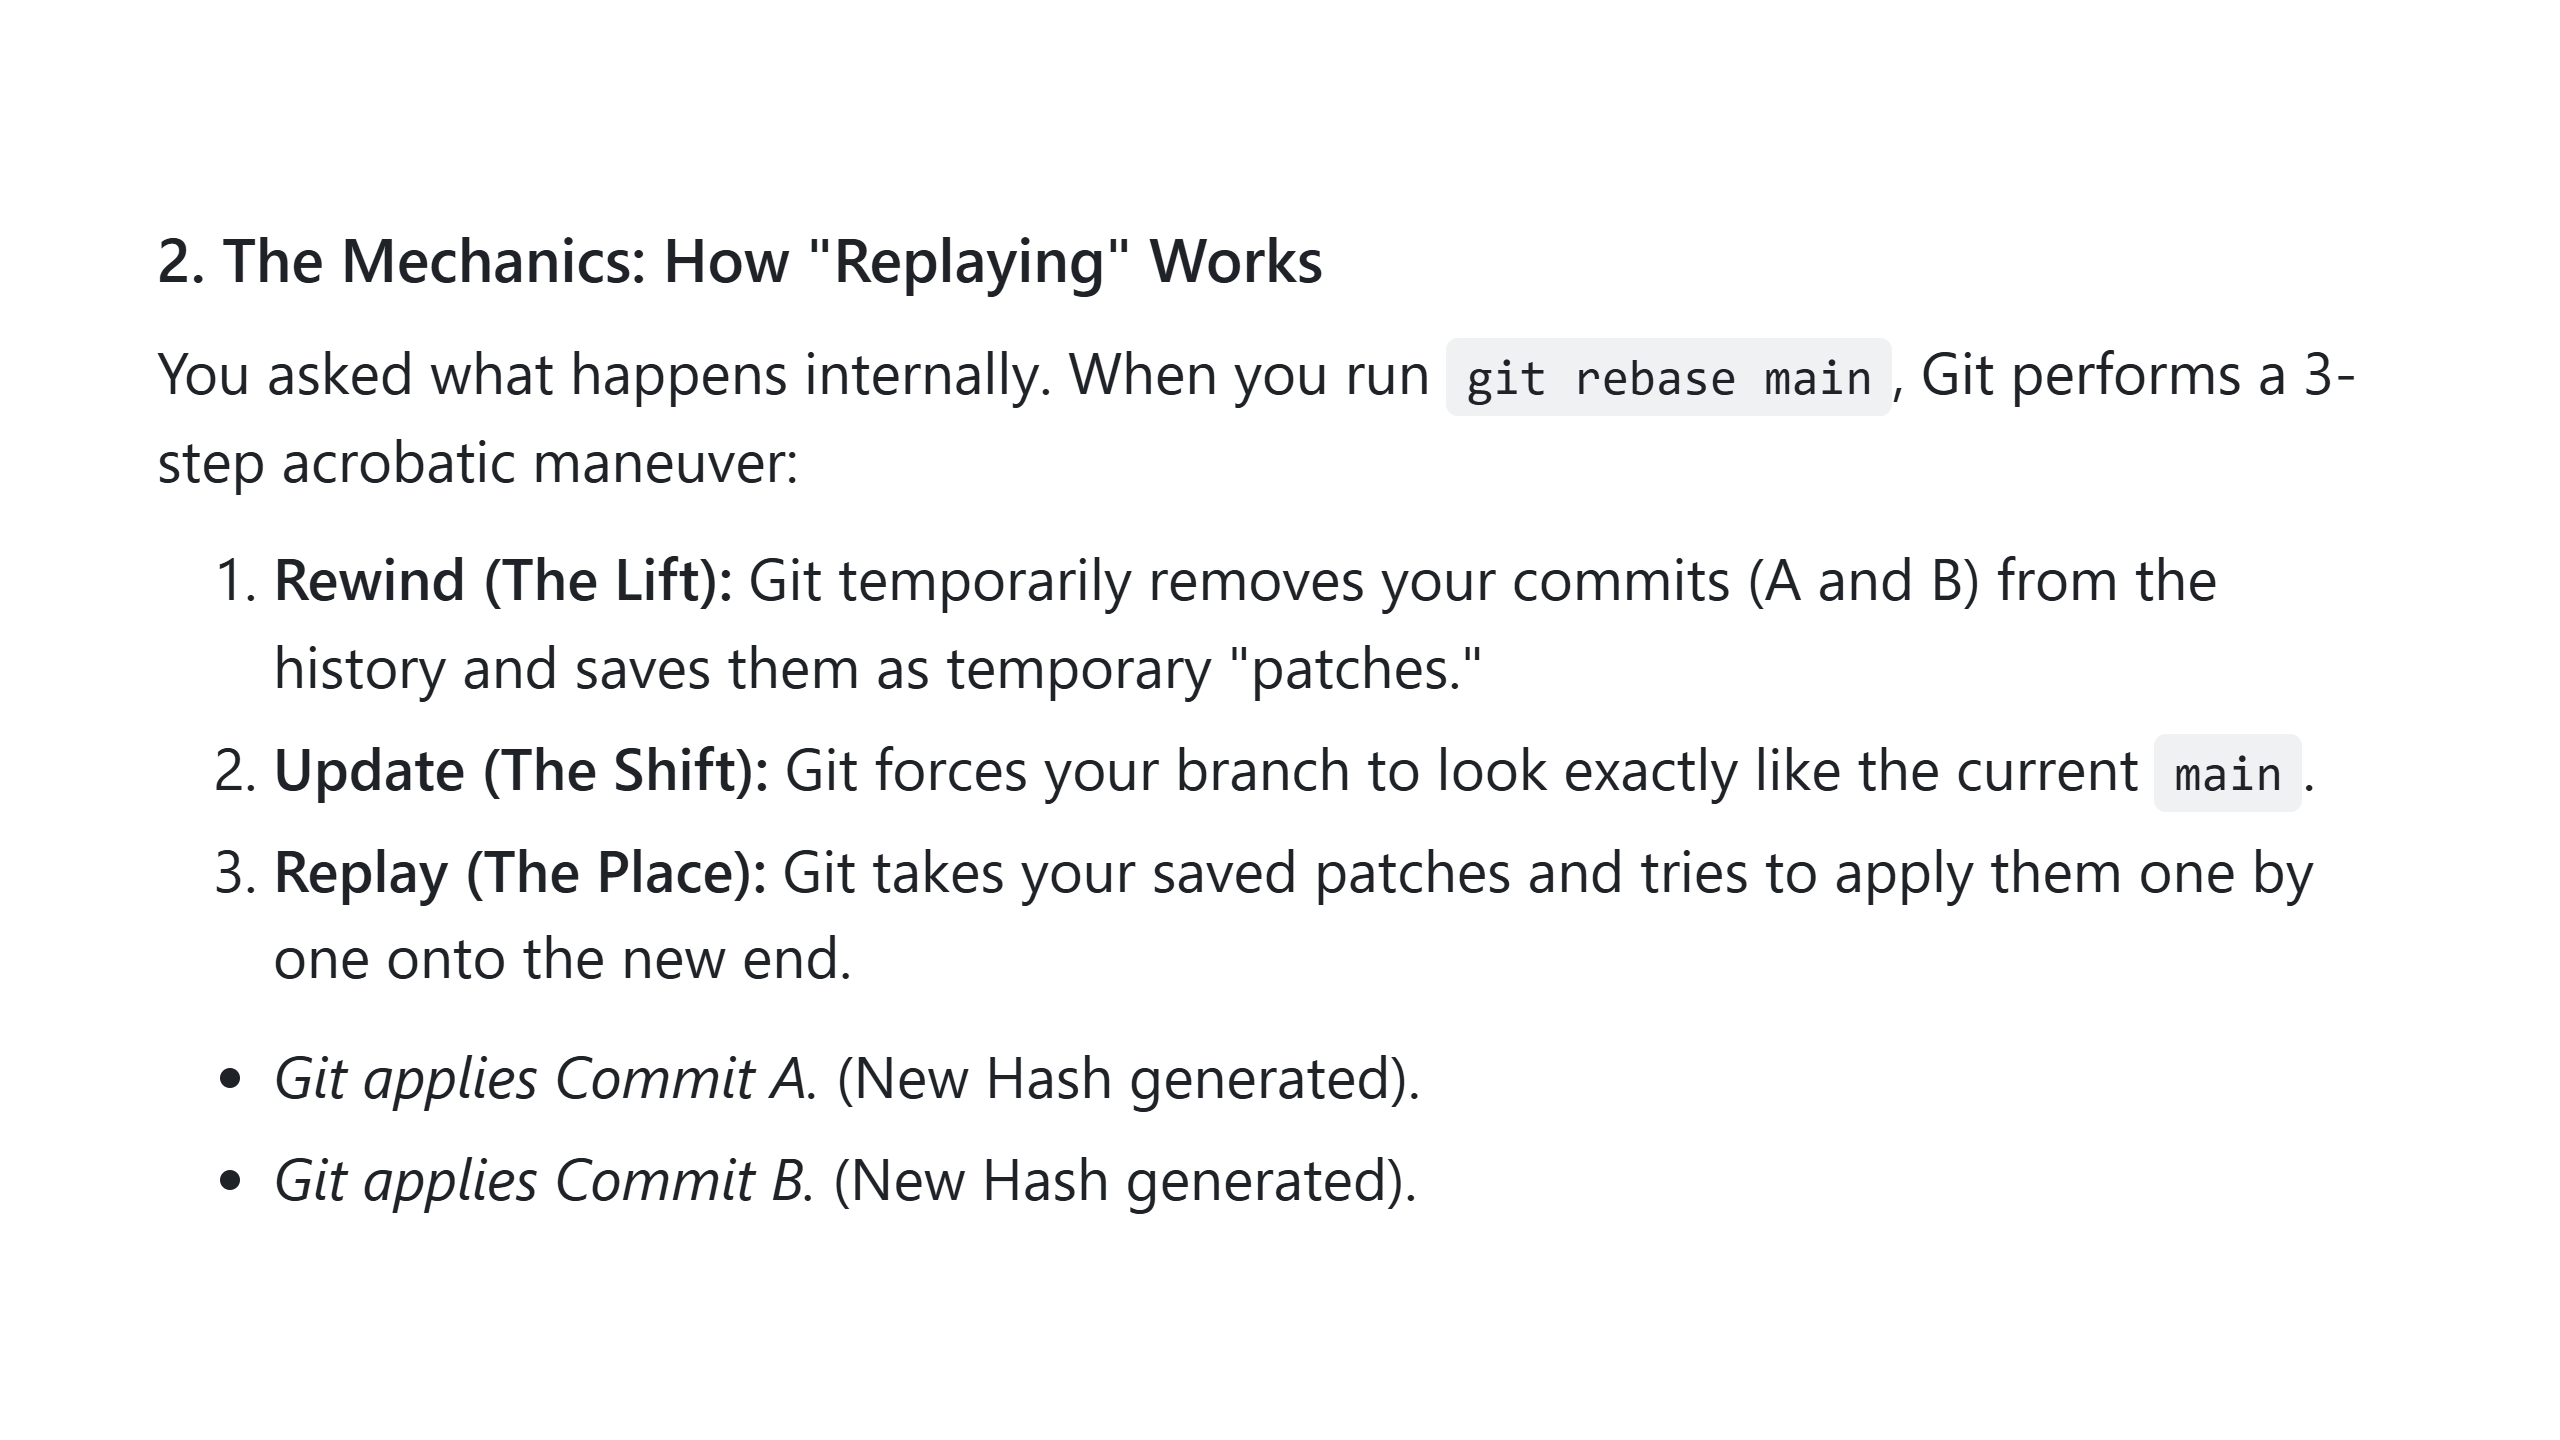 2. The Mechanics: How "Replaying" Works
You asked what happens internally. When you run git rebase main, Git performs a 3-
step acrobatic maneuver:
1. Rewind (The Lift): Git temporarily removes your commits (A and B) from the
history and saves them as temporary "patches."
2. Update (The Shift): Git forces your branch to look exactly like the current main.
3. Replay (The Place): Git takes your saved patches and tries to apply them one by
one onto the new end.
• Git applies Commit A. (New Hash generated).
• Git applies Commit B. (New Hash generated).